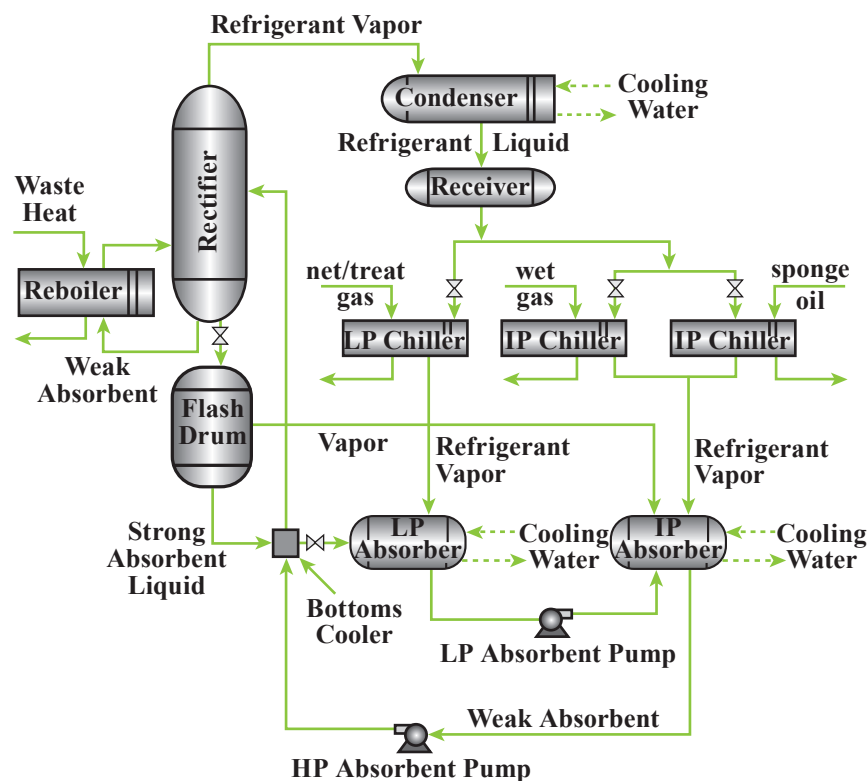 Refrigerant Vapor
Condenser
Cooling
Water
Refrigerant Liquid
Receiver
Rectifier
Waste
Heat
Reboiler
net/treat
gas
wet
gas
sponge
oil
LP Chiller
IP Chiller
IP Chiller
Weak
Absorbent
Flash
Drum
Vapor
Refrigerant
Vapor
Refrigerant
Vapor
Strong
Absorbent
Liquid
LP
Absorber
Cooling
Water
IP
Absorber
Cooling
Water
Bottoms
Cooler
LP Absorbent Pump
Weak Absorbent
HP Absorbent Pump